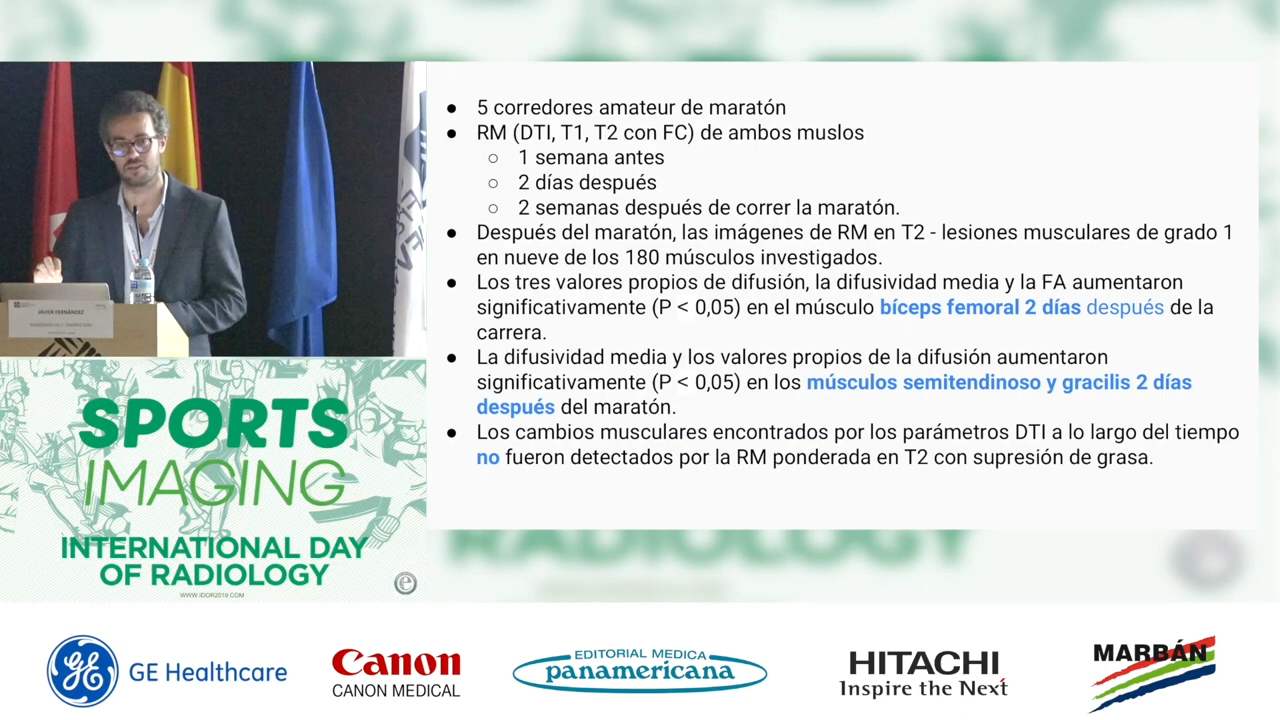 ● 5 corredores amateur de maratón
● RM (DTI, T1, T2 con FC) de ambos muslos
○ 1 semana antes
○ 2 días después
○ 2 semanas después de correr la maratón.
● Después del maratón, las imágenes de RM en T2 - lesiones musculares de grado 1
en nueve de los 180 músculos investigados.
● Los tres valores propios de difusión, la difusividad media y la FA aumentaron
significativamente (P < 0,05) en el músculo bíceps femoral 2 días después de la
carrera.
● La difusividad media y los valores propios de la difusión aumentaron
significativamente (P < 0,05) en los músculos semitendinoso y gracilis 2 días
después del maratón.
● Los cambios musculares encontrados por los parámetros DTI a lo largo del tiempo
no fueron detectados por la RM ponderada en T2 con supresión de grasa.
JAVIER FERNÁNDEZ
SPORTS
IMAGING
INTERNATIONAL DAY
OF RADIOLOGY
WWW.IDOR2019.COM
RADIOLOGY
GE Healthcare
Canon
CANON MEDICAL
EDITORIAL MEDICA
panamericana
HITACHI
Inspire the Next
MARBÁN